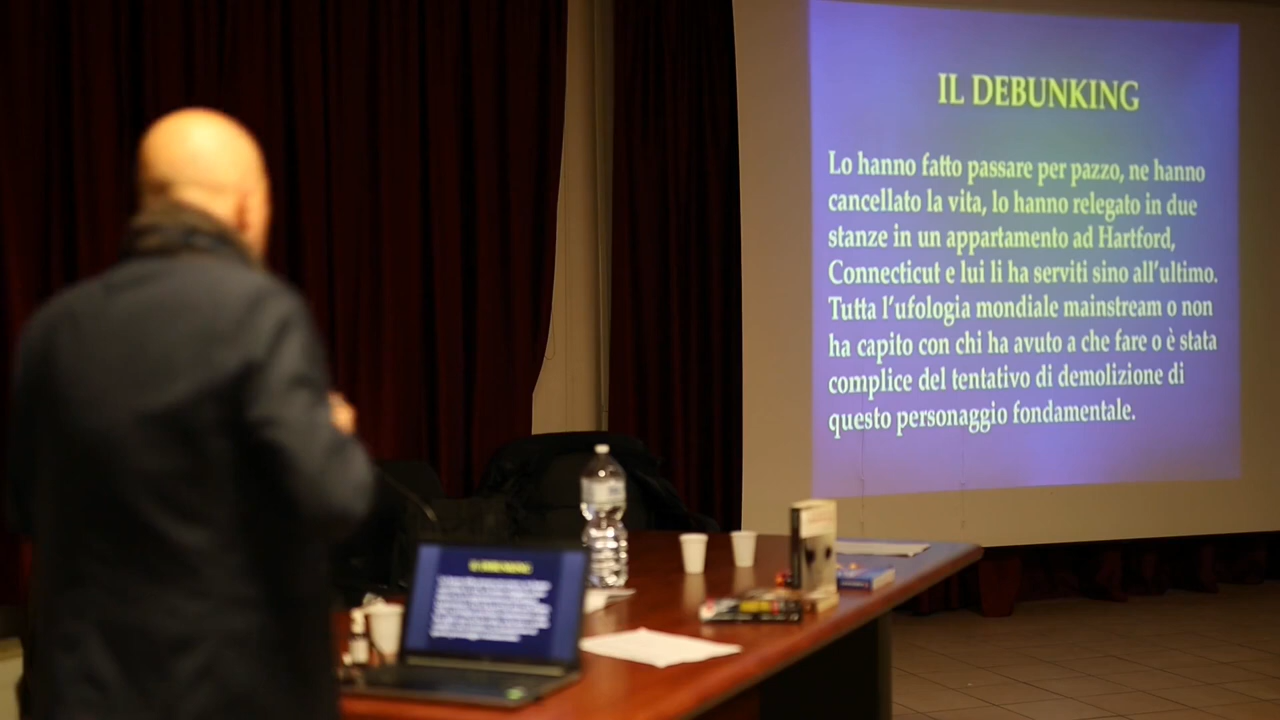 IL DEBUNKING
Lo hanno fatto passare per pazzo, ne hanno
cancellato la vita, lo hanno relegato in due
stanze in un appartamento ad Hartford,
Connecticut e lui li ha serviti sino all'ultimo.
Tutta l'ufologia mondiale mainstream o non
ha capito con chi ha avuto a che fare o è stata
complice del tentativo di demolizione di
questo personaggio fondamentale.
IL DEBUNKING